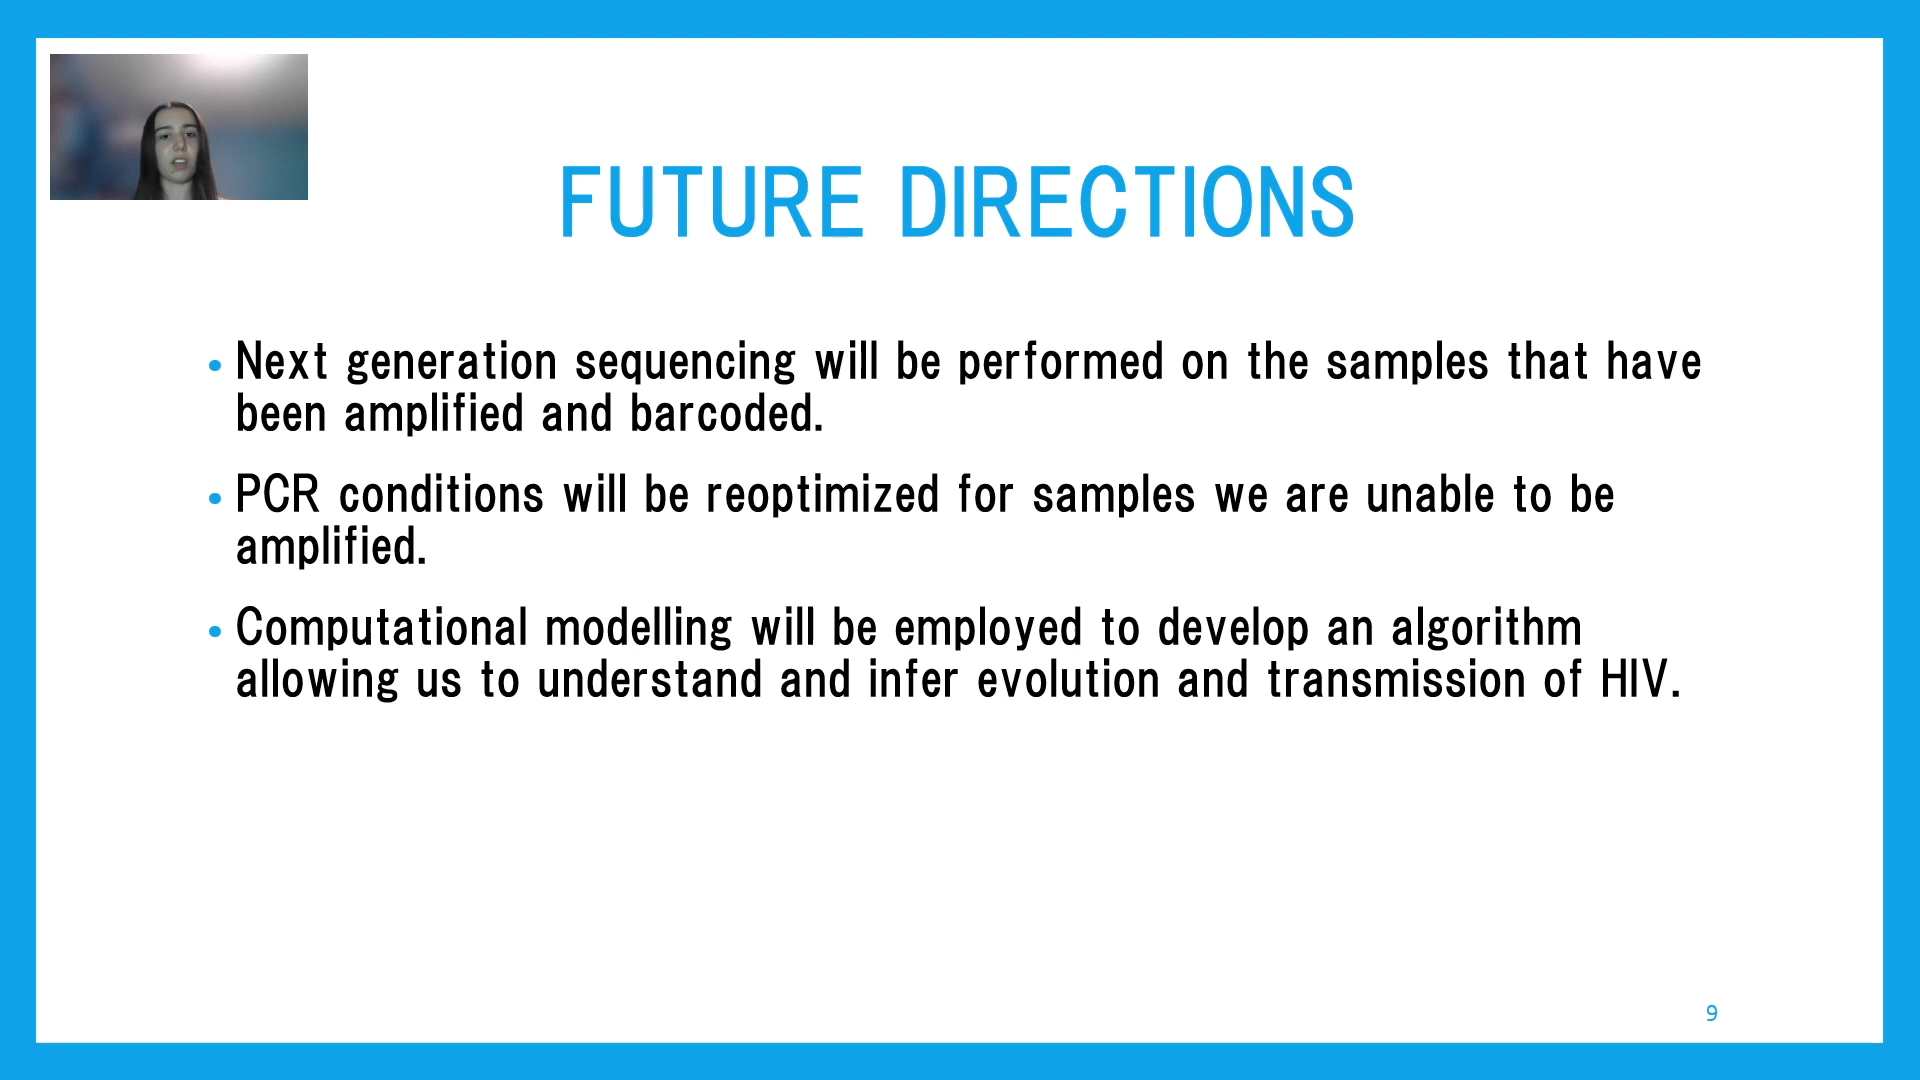 FUTURE DIRECTIONS
• Next generation sequencing will be performed on the samples that have
been amplified and barcoded.
• PCR conditions will be reoptimized for samples we are unable to be
amplified.
• Computational modelling will be employed to develop an algorithm
allowing us to understand and infer evolution and transmission of HIV.
9